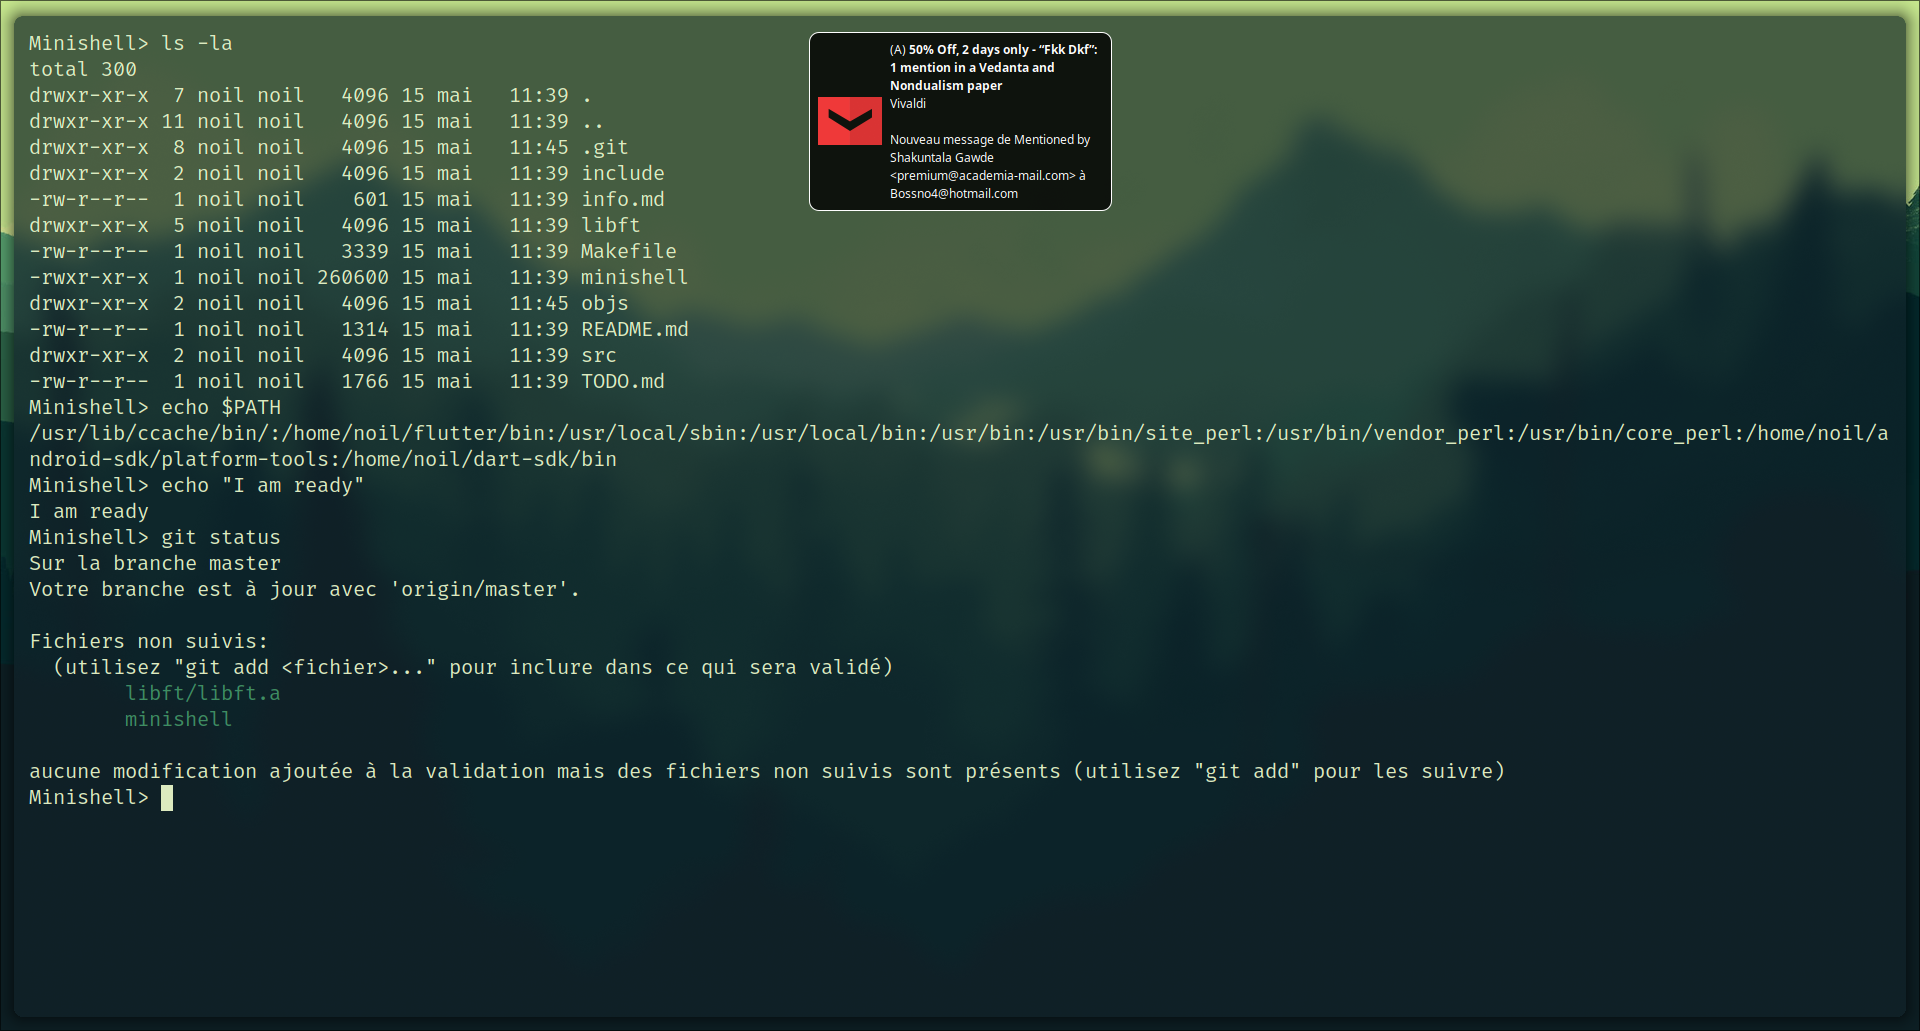 Minishell> ls -la
total 300
drwxr-xr-x  7 noil noil   4096 15 mai   11:39 .
drwxr-xr-x 11 noil noil   4096 15 mai   11:39 ..
drwxr-xr-x  8 noil noil   4096 15 mai   11:45 .git
drwxr-xr-x  2 noil noil   4096 15 mai   11:39 include
-rw-r--r--  1 noil noil    601 15 mai   11:39 info.md
drwxr-xr-x  5 noil noil   4096 15 mai   11:39 libft
-rw-r--r--  1 noil noil   3339 15 mai   11:39 Makefile
-rwxr-xr-x  1 noil noil 260600 15 mai   11:39 minishell
drwxr-xr-x  2 noil noil   4096 15 mai   11:45 objs
-rw-r--r--  1 noil noil   1314 15 mai   11:39 README.md
drwxr-xr-x  2 noil noil   4096 15 mai   11:39 src
-rw-r--r--  1 noil noil   1766 15 mai   11:39 TODO.md
Minishell> echo $PATH
/usr/lib/ccache/bin/:/home/noil/flutter/bin:/usr/local/sbin:/usr/local/bin:/usr/bin:/usr/bin/site_perl:/usr/bin/vendor_perl:/usr/bin/core_perl:/home/noil/a
ndroid-sdk/platform-tools:/home/noil/dart-sdk/bin
Minishell> echo "I am ready"
I am ready
Minishell> git status
Sur la branche master
Votre branche est à jour avec 'origin/master'.
Fichiers non suivis:
  (utilisez "git add <fichier>..." pour inclure dans ce qui sera validé)
        libft/libft.a
        minishell
aucune modification ajoutée à la validation mais des fichiers non suivis sont présents (utilisez "git add" pour les suivre)
Minishell>
(A) 50% Off, 2 days only - “Fkk Dkf”:
1 mention in a Vedanta and
Nondualism paper
Vivaldi
Nouveau message de Mentioned by
Shakuntala Gawde
<premium@academia-mail.com> à
Bossno4@hotmail.com